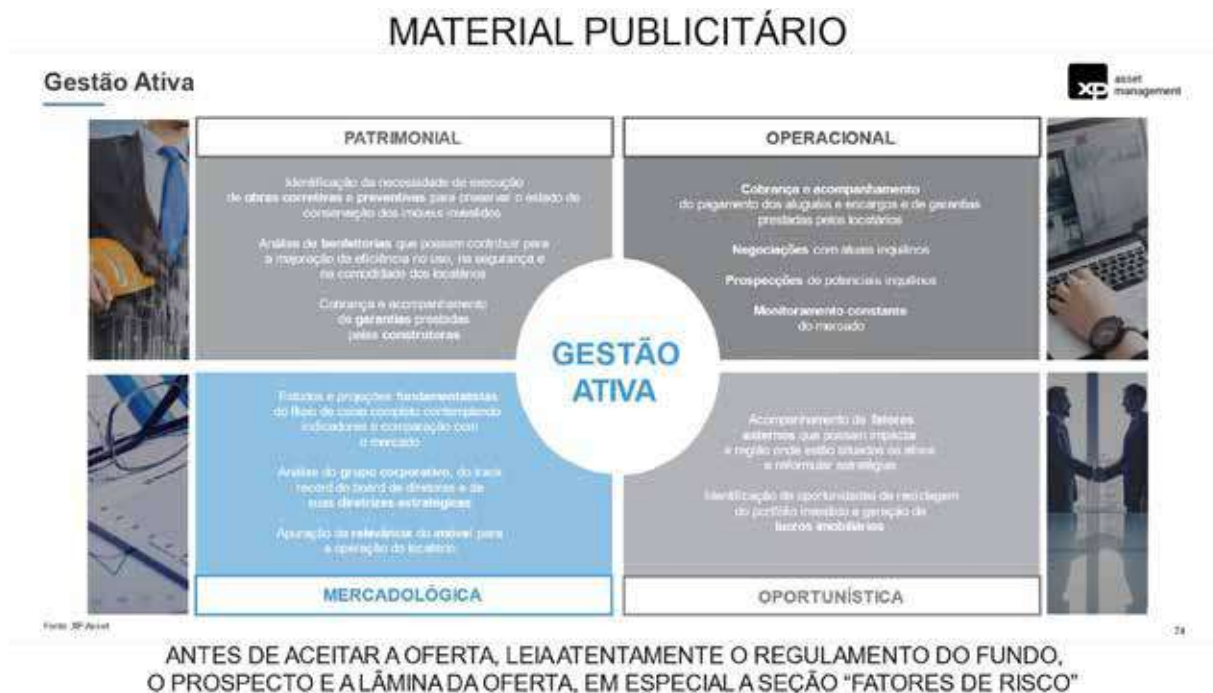 MATERIAL PUBLICITÁRIO
Gestão Ativa
xp asset
management
PATRIMONIAL
Identificação da necessidade de execução
de obras corretivas e preventivas para preservar o estado de
conservação dos imóveis investidos
Análise de benfeitorias que possam contribuir para
a majoração da eficiência no uso, na segurança e
na comodidade dos locatários
Cobrança e acompanhamento
de garantias prestadas
pelas construtoras
OPERACIONAL
Cobrança e acompanhamento
do pagamento dos aluguéis e encargos e de garantias
prestadas pelos locatários
Negociações com atuais inquilinos
Prospecções de potenciais inquilinos
Monitoramento constante
do mercado
GESTÃO
ATIVA
Estudos e projeções fundamentalistas
do fluxo de caixa completo contemplando
indicadores e comparação com
o mercado
Análise do grupo corporativo, do track
record do board de diretores e de
suas diretrizes estratégicas
Apuração da relevância do imóvel para
a operação do locatário
MERCADOLÓGICA
Acompanhamento de fatores
externos que possam impactar
a região onde estão situados os ativos
e reformular estratégias
Identificação de oportunidades de reciclagem
do portfólio investido e geração de
lucros imobiliários
OPORTUNÍSTICA
Fonte: XP Asset
24
ANTES DE ACEITAR A OFERTA, LEIA ATENTAMENTE O REGULAMENTO DO FUNDO,
O PROSPECTO E A LÂMINA DA OFERTA, EM ESPECIAL A SEÇÃO “FATORES DE RISCO”